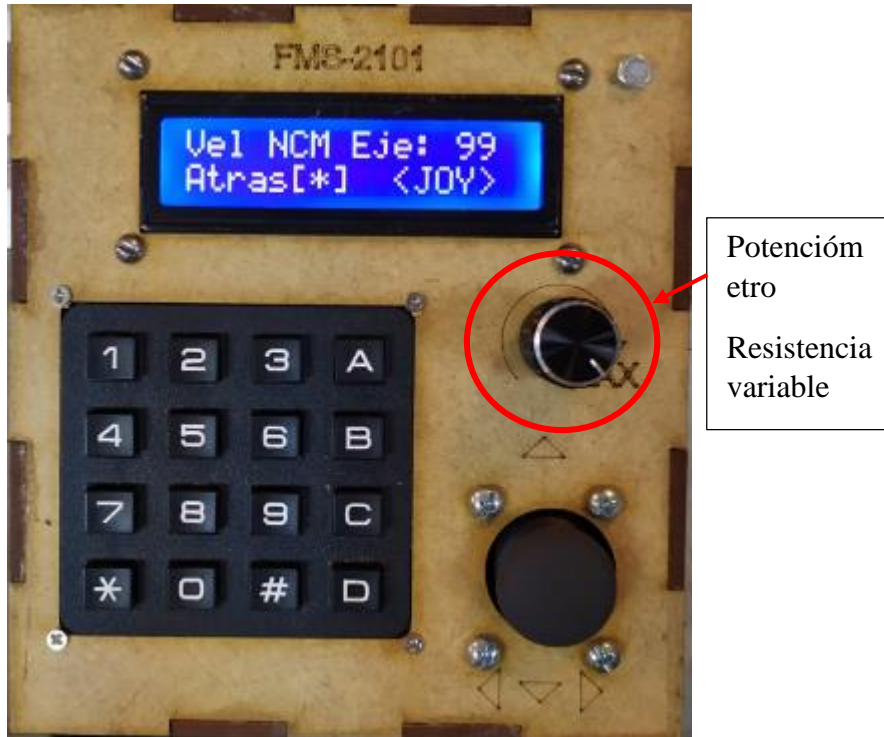 FMS-2101
Vel NCM Eje: 99
Atras[*] <JOY>
Potencióm
etro
Resistencia
variable
1 2 3 A
4 5 6 B
7 8 9 C
* 0 # D